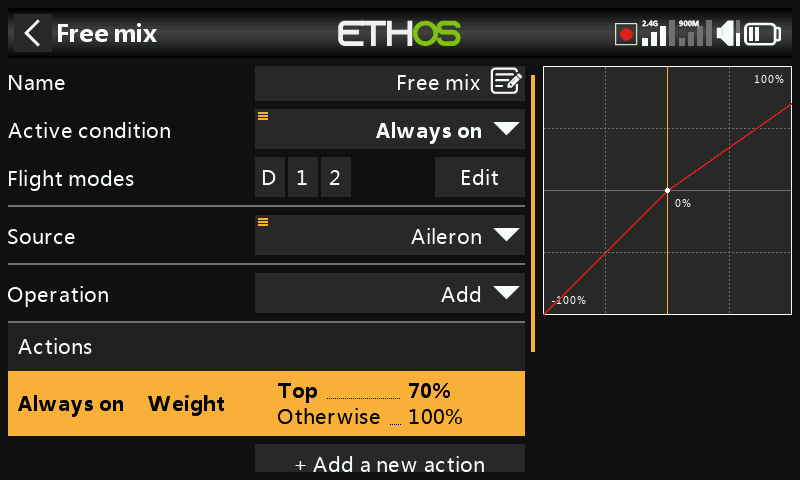 Free mix
ETHOS
2.4G
900M
Name
Free mix
Active condition
Always on
Flight modes
D 1 2
Edit
Source
Aileron
Operation
Add
Actions
Always on Weight
Top 70%
Otherwise 100%
+ Add a new action
100%
0%
-100%